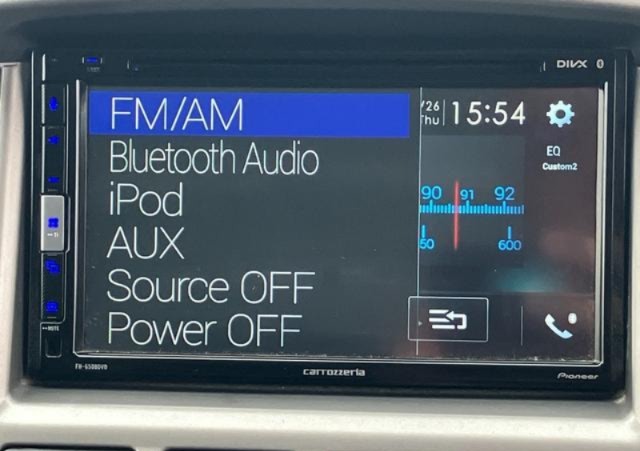 DIVX
FM/AM
/26
Thu
15:54
Bluetooth Audio
EQ
Custom2
iPod
90 91 92
AUX
50 600
Source OFF
Power OFF
MUTE
carrozzeria
Pioneer